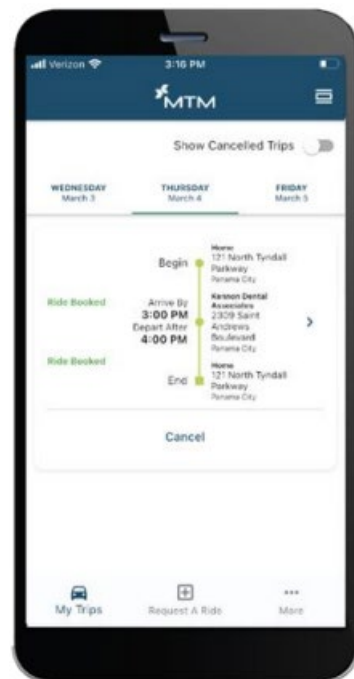 Verizon 3:16 PM
MTM
Show Cancelled Trips
WEDNESDAY THURSDAY FRIDAY
March 3 March 4 March 5
Begin
Home
121 North Tyndall
Parkway
Panama City
Ride Booked
Arrive By
3:00 PM
Depart After
4:00 PM
Kennon Dental
Associates
2309 Saint
Andrews
Boulevard
Panama City
Ride Booked
End
Home
121 North Tyndall
Parkway
Panama City
Cancel
My Trips Request A Ride More